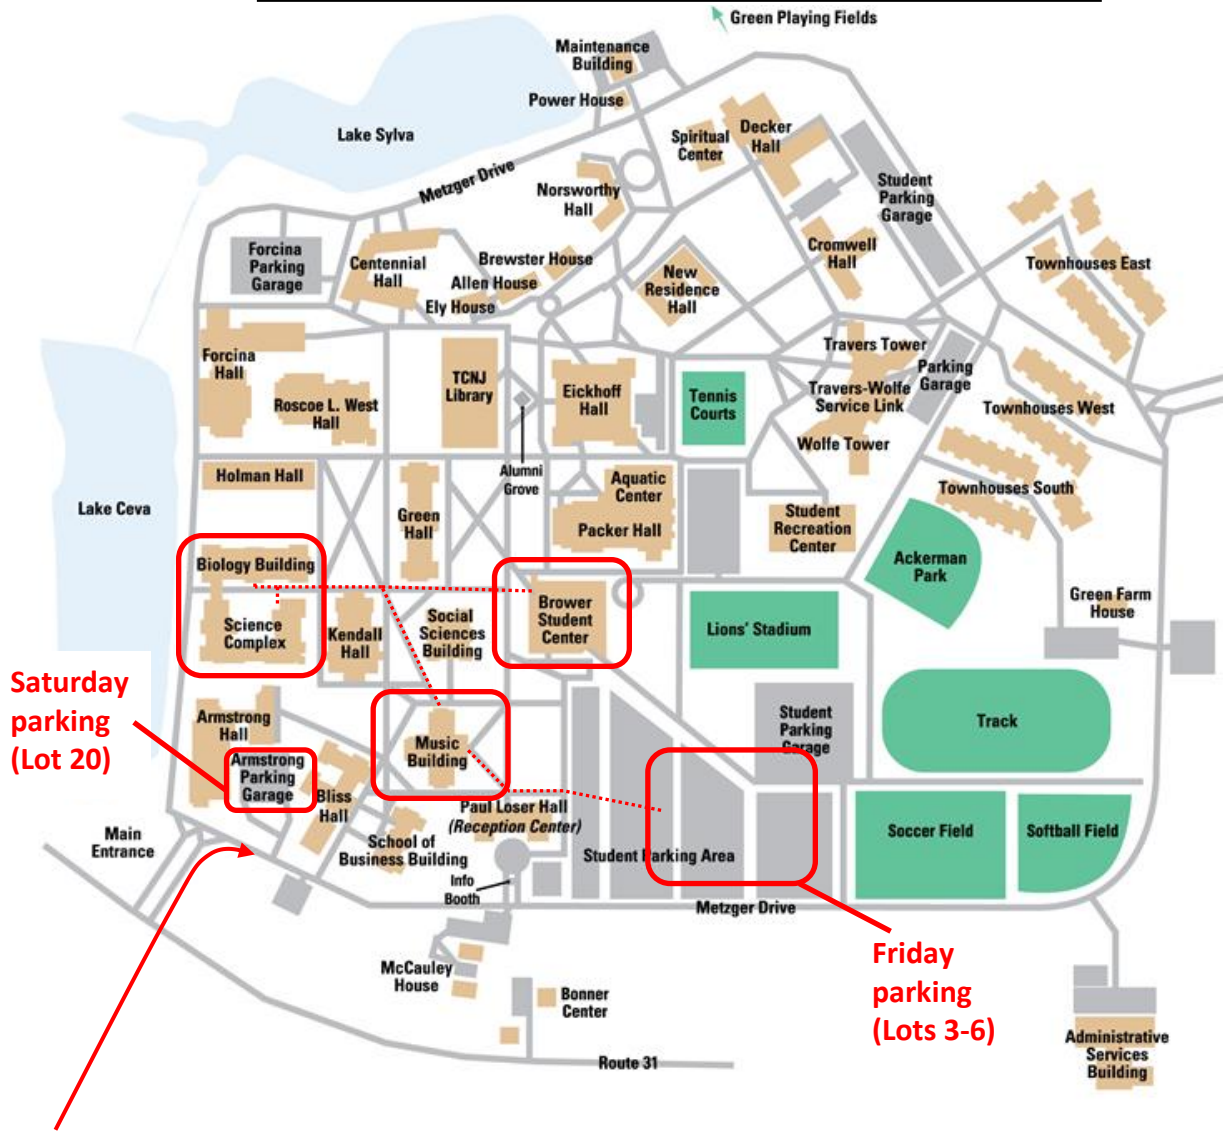 Green Playing Fields
Maintenance
Building
Power House
Lake Sylva
Spiritual
Center
Decker
Hall
Metzger Drive
Norsworthy
Hall
Student
Parking
Garage
Forcina
Parking
Garage
Centennial
Hall
Brewster House
Allen House
Ely House
New
Residence
Hall
Cromwell
Hall
Townhouses East
Forcina
Hall
Roscoe L. West
Hall
TCNJ
Library
Eickhoff
Hall
Tennis
Courts
Travers Tower
Parking
Garage
Travers-Wolfe
Service Link
Wolfe Tower
Townhouses West
Alumni
Grove
Holman Hall
Lake Ceva
Green
Hall
Aquatic
Center
Packer Hall
Student
Recreation
Center
Townhouses South
Ackerman
Park
Biology Building
Science
Complex
Kendall
Hall
Social
Sciences
Building
Brower
Student
Center
Lions' Stadium
Green Farm
House
Saturday
parking
(Lot 20)
Armstrong
Hall
Armstrong
Parking
Garage
Bliss
Hall
Music
Building
Student
Parking
Garage
Track
Main
Entrance
School of
Business Building
Paul Loser Hall
(Reception Center)
Student Parking Area
Soccer Field
Softball Field
Info
Booth
Metzger Drive
McCauley
House
Bonner
Center
Friday
parking
(Lots 3-6)
Route 31
Administrative
Services
Building